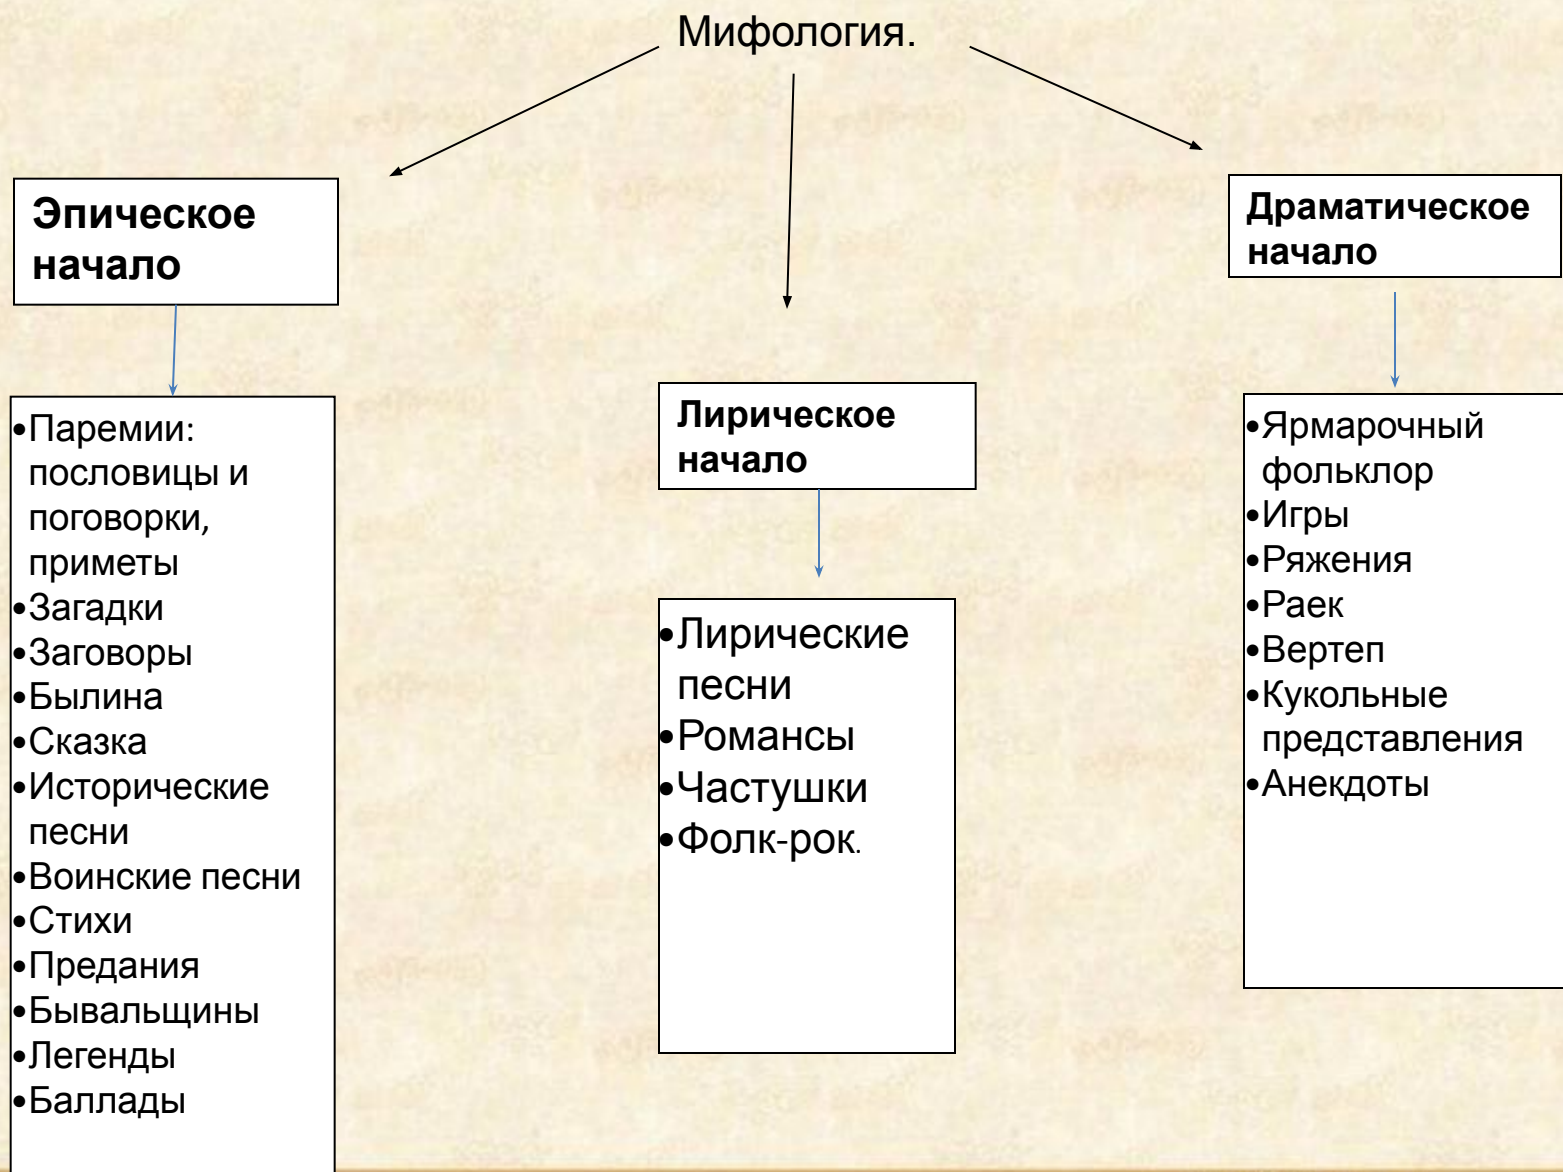 Мифология.
Эпическое
начало
•Паремии:
пословицы и
поговорки,
приметы
•Загадки
•Заговоры
•Былина
•Сказка
•Исторические
песни
•Воинские песни
•Стихи
•Предания
•Бывальщины
•Легенды
•Баллады
Лирическое
начало
•Лирические
песни
•Романсы
•Частушки
•Фолк-рок.
Драматическое
начало
•Ярмарочный
фольклор
•Игры
•Ряжения
•Раек
•Вертеп
•Кукольные
представления
•Анекдоты